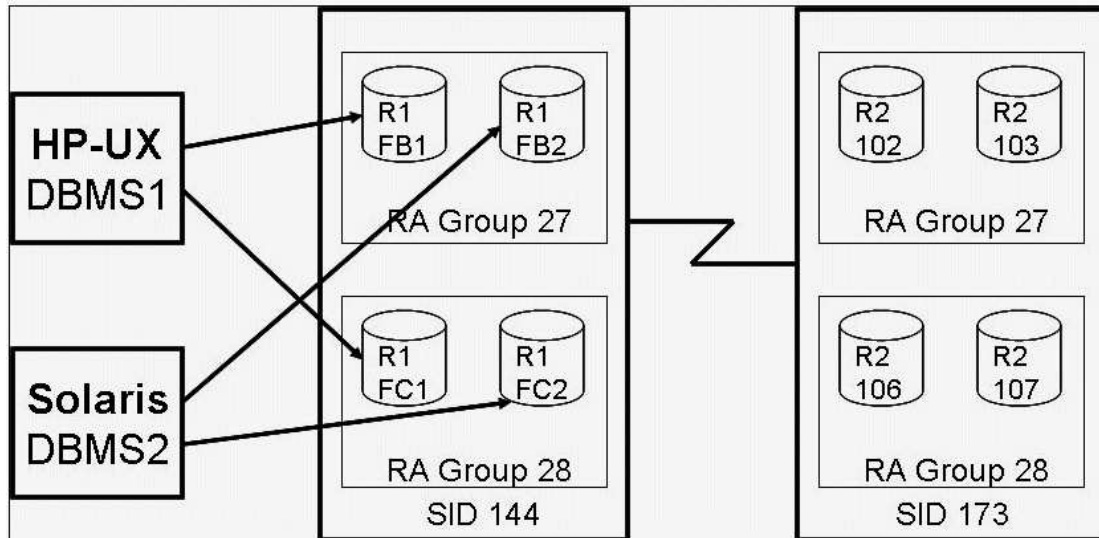 HP-UX
DBMS1
Solaris
DBMS2
R1
FB1
R1
FB2
RA Group 27
R1
FC1
R1
FC2
RA Group 28
SID 144
R2
102
R2
103
RA Group 27
R2
106
R2
107
RA Group 28
SID 173